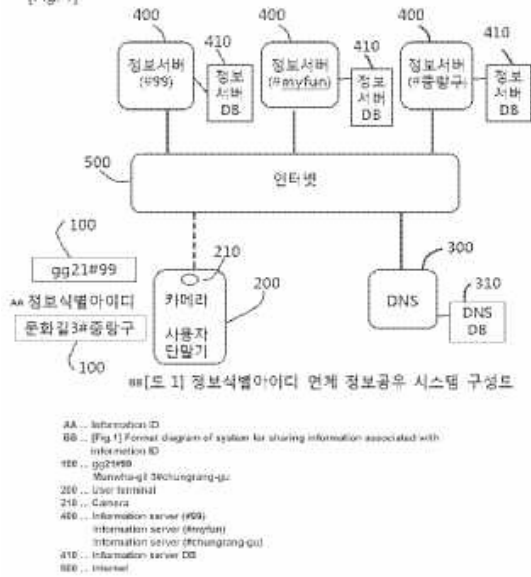 400
400
400
410
410
410
정보서버
(#99)
정보
서버
DB
정보서버
(#myfun)
정보
서버
DB
정보서버
(#중랑구)
정보
서버
DB
500
인터넷
100
gg21#99
AA 정보식별아이디
문화길3#중랑구
100
210
카메라
사용자
단말기
200
300
DNS
310
DNS
DB
BB [도 1] 정보식별아이디 연계 정보공유 시스템 구성도
AA ... Information ID
BB ... [Fig.1] Format diagram of system for sharing information associated with
information ID
100 ... gg21#99
Munwha-gil 3#chungrang-gu
200 ... User terminal
210 ... Camera
400 ... Information server (#99)
Information server (#myfun)
Information server (#chungrang-gu)
410 ... Information server DB
500 ... Internet